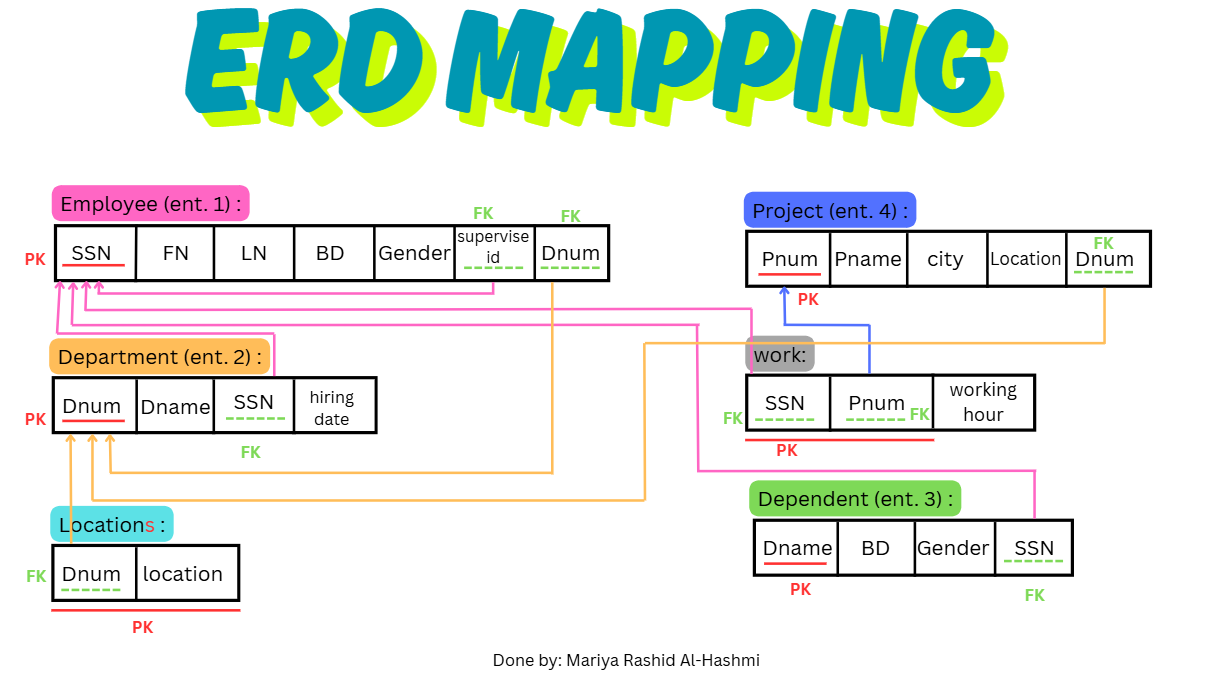 ERD MAPPING
Employee (ent. 1) :
FK
FK
PK
SSN
FN
LN
BD
Gender
supervise
id
Dnum
Project (ent. 4) :
Pnum
Pname
city
Location
FK
Dnum
PK
Department (ent. 2) :
PK
Dnum
Dname
SSN
hiring
date
FK
work:
FK
SSN
Pnum
FK
working
hour
PK
Locations :
FK
Dnum
location
PK
Dependent (ent. 3) :
Dname
BD
Gender
SSN
PK
FK
Done by: Mariya Rashid Al-Hashmi